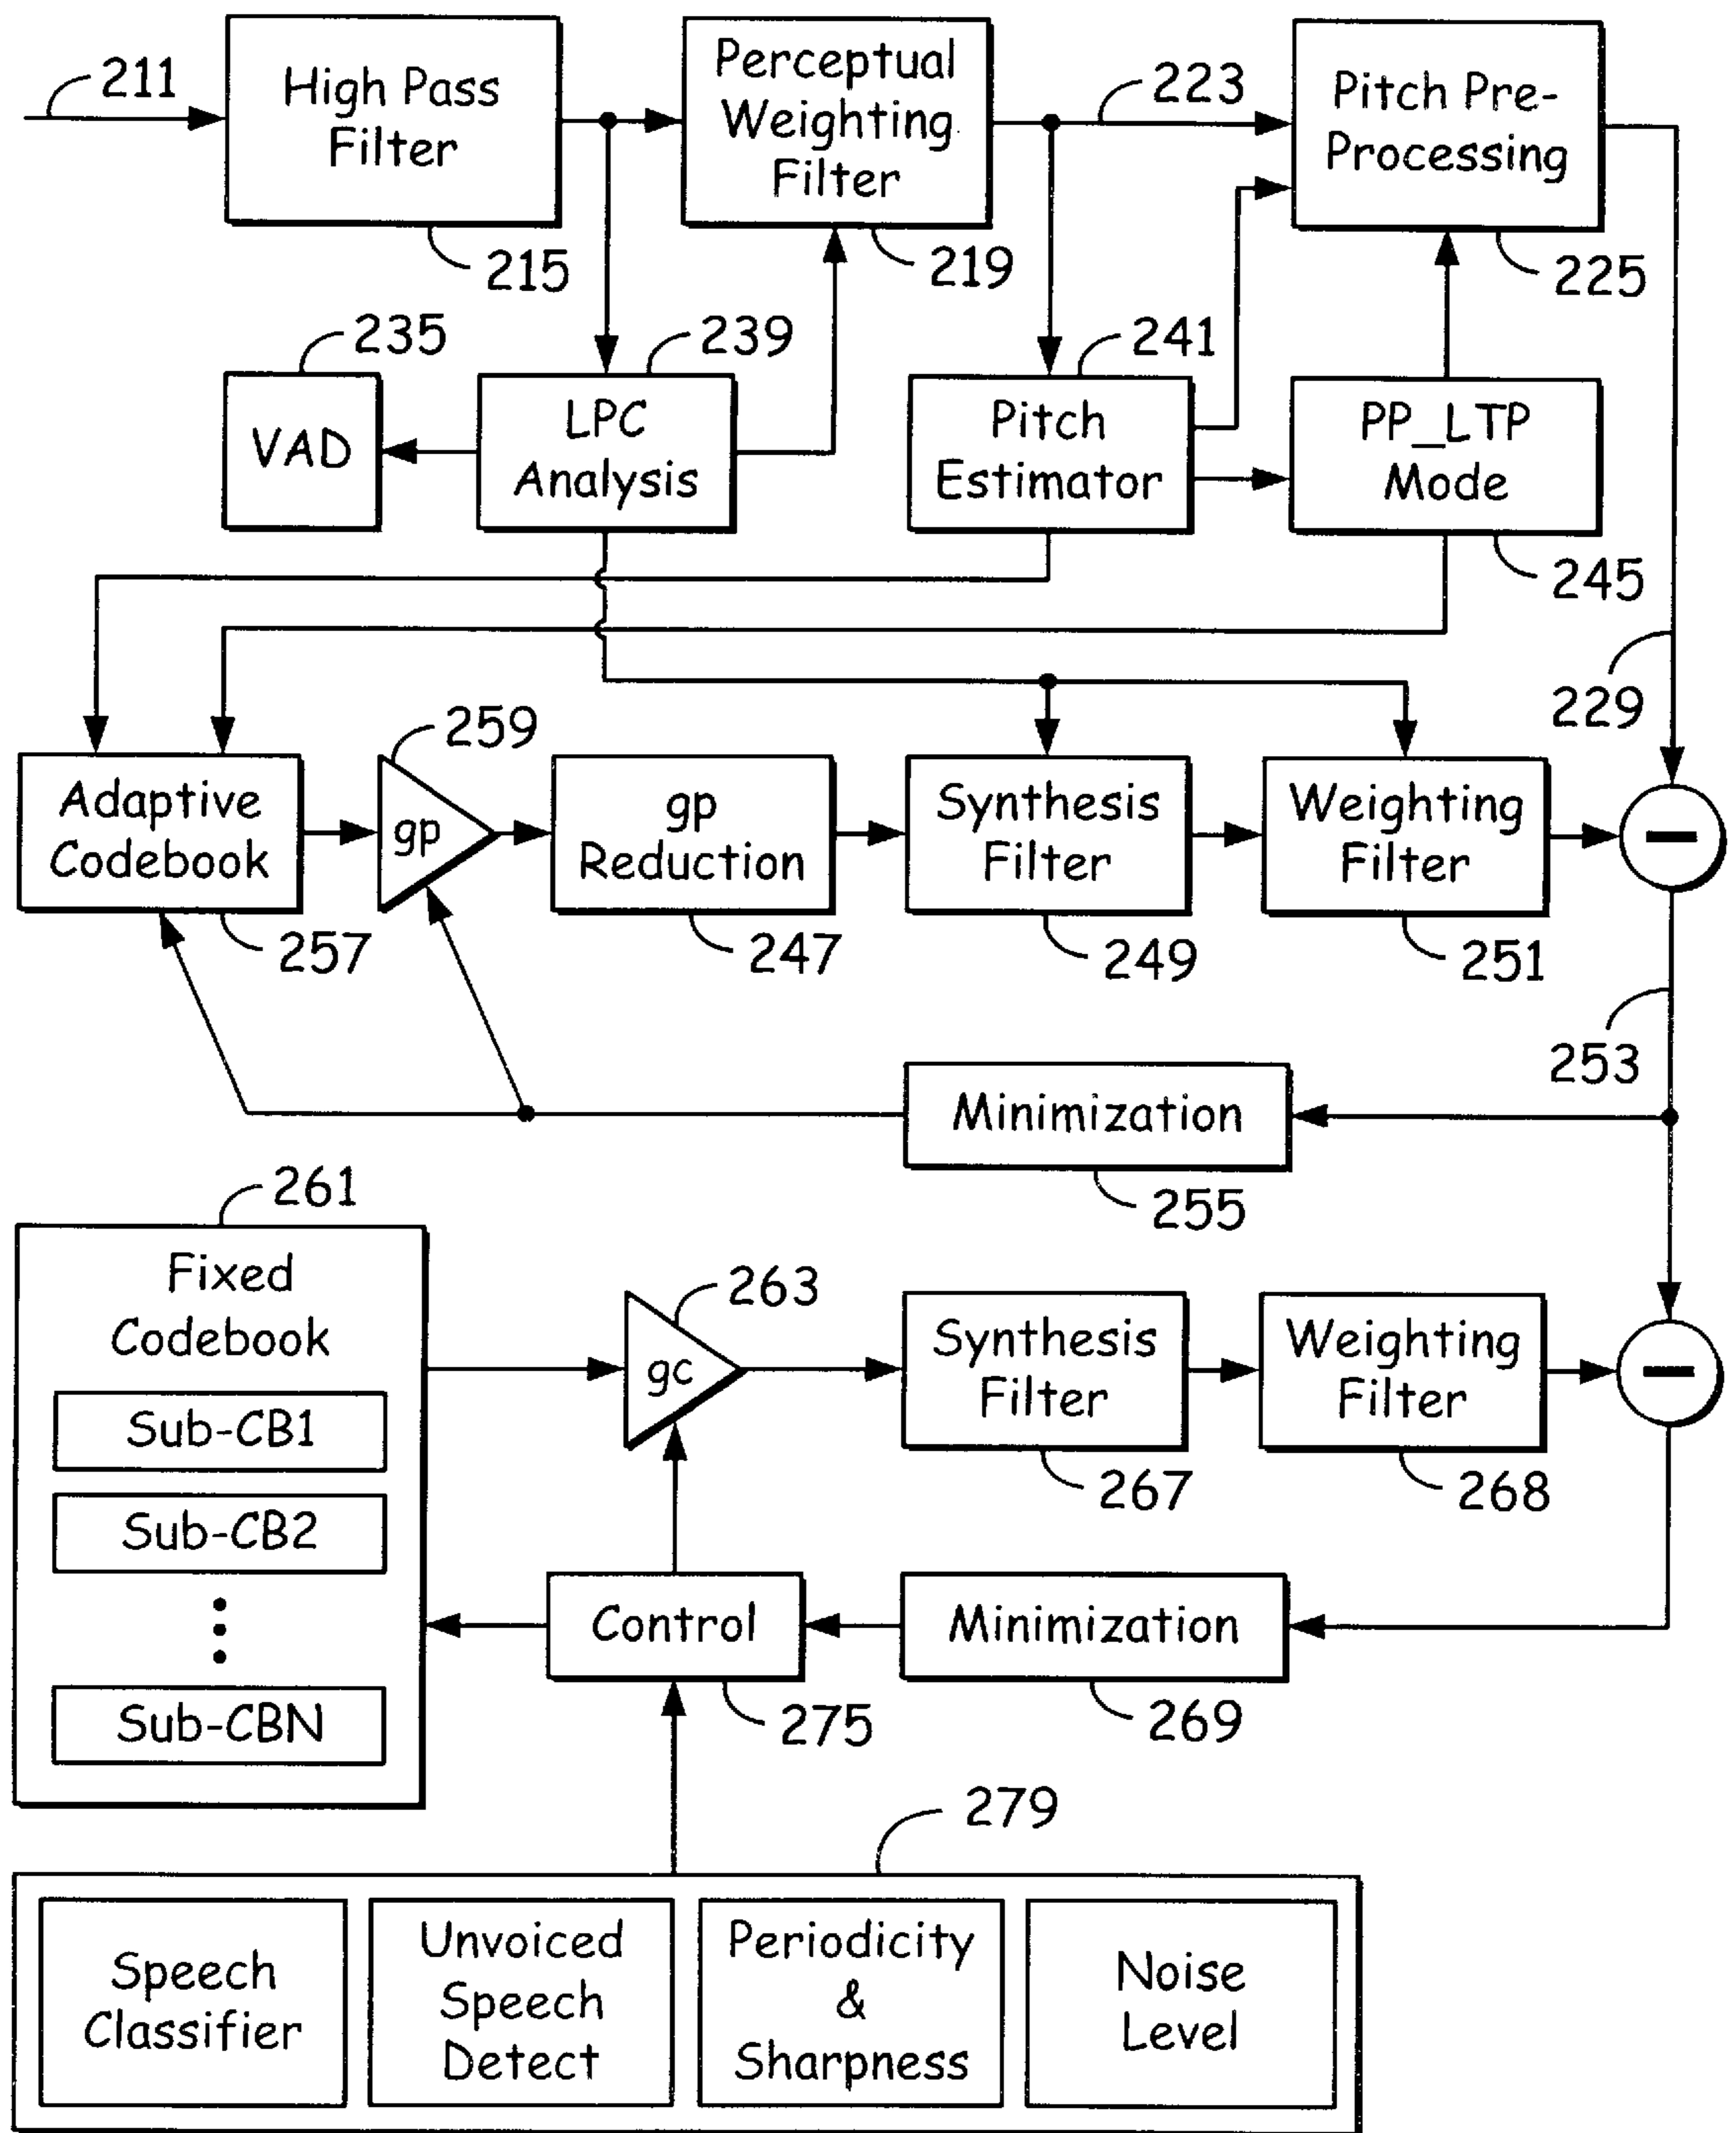 211
High Pass
Filter
215
Perceptual
Weighting
Filter
219
223
Pitch Pre-
Processing
225
235
VAD
239
LPC
Analysis
241
Pitch
Estimator
PP_LTP
Mode
245
229
Adaptive
Codebook
257
259
gp
gp
Reduction
247
Synthesis
Filter
249
Weighting
Filter
251
253
Minimization
255
261
Fixed
Codebook
Sub-CB1
Sub-CB2
Sub-CBN
263
gc
Synthesis
Filter
267
Weighting
Filter
268
Control
275
Minimization
269
279
Speech
Classifier
Unvoiced
Speech
Detect
Periodicity
&
Sharpness
Noise
Level